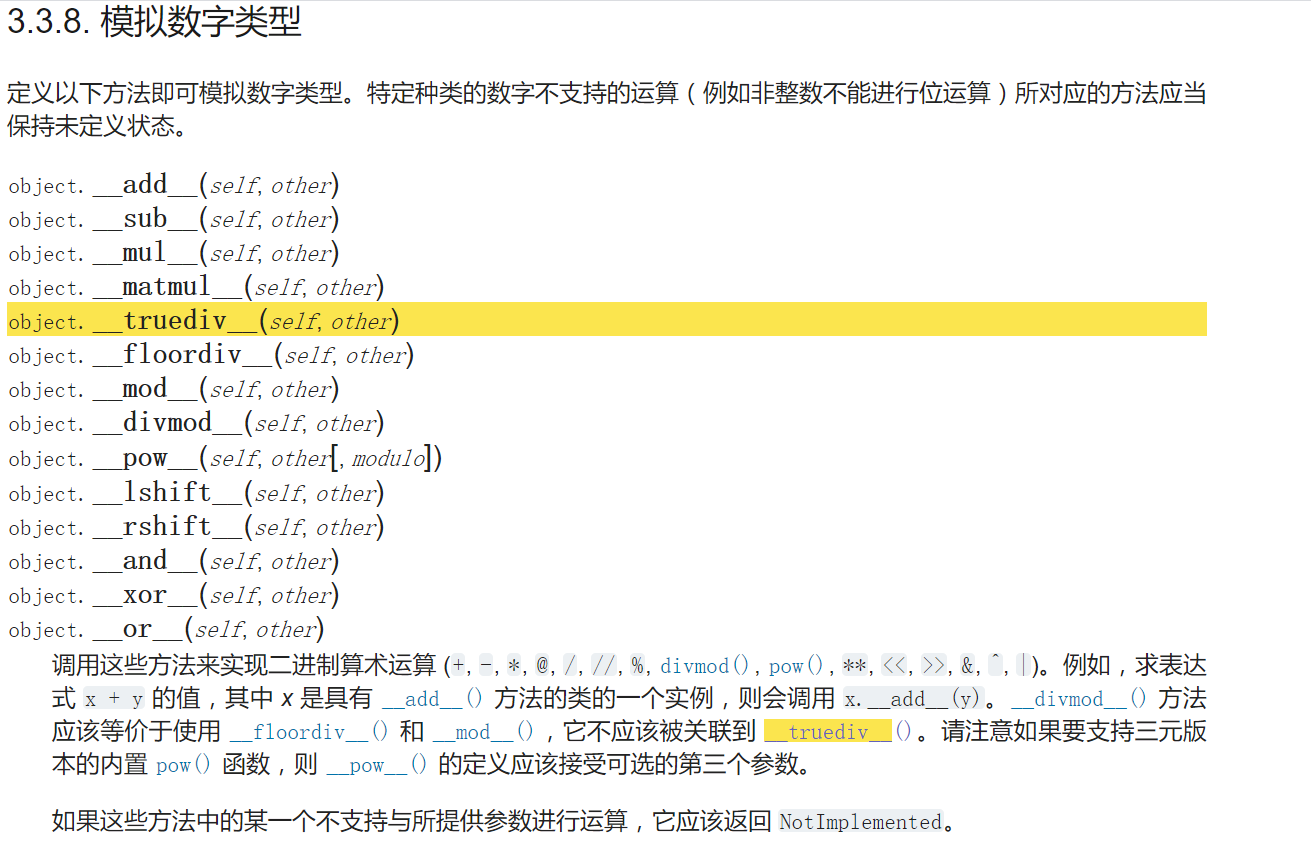 3.3.8. 模拟数字类型
定义以下方法即可模拟数字类型。特定种类的数字不支持的运算（例如非整数不能进行位运算）所对应的方法应当
保持未定义状态。
object.__add__(self, other)
object.__sub__(self, other)
object.__mul__(self, other)
object.__matmul__(self, other)
object.__truediv__(self, other)
object.__floordiv__(self, other)
object.__mod__(self, other)
object.__divmod__(self, other)
object.__pow__(self, other[, modulo])
object.__lshift__(self, other)
object.__rshift__(self, other)
object.__and__(self, other)
object.__xor__(self, other)
object.__or__(self, other)
调用这些方法来实现二进制算术运算 (+, -, *, @, /, //, %, divmod(), pow(), **, <<, >>, &, ^, |)。例如，求表达
式 x + y 的值，其中 x 是具有 __add__() 方法的类的一个实例，则会调用 x.__add__(y)。__divmod__() 方法
应该等价于使用 __floordiv__() 和 __mod__()，它不应该被关联到 __truediv__()。请注意如果要支持三元版
本的内置 pow() 函数，则 __pow__() 的定义应该接受可选的第三个参数。
如果这些方法中的某一个不支持与所提供参数进行运算，它应该返回 NotImplemented。